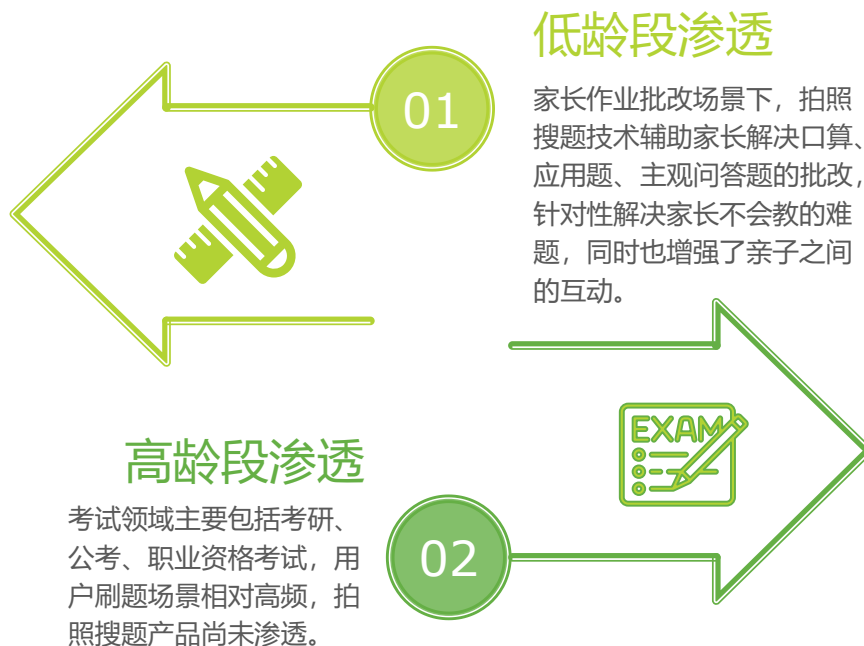 低龄段渗透
01
家长作业批改场景下，拍照
搜题技术辅助家长解决口算、
应用题、主观问答题的批改，
针对性解决家长不会教的难
题，同时也增强了亲子之间
的互动。
EXAM
高龄段渗透
02
考试领域主要包括考研、
公考、职业资格考试，用
户刷题场景相对高频，拍
照搜题产品尚未渗透。